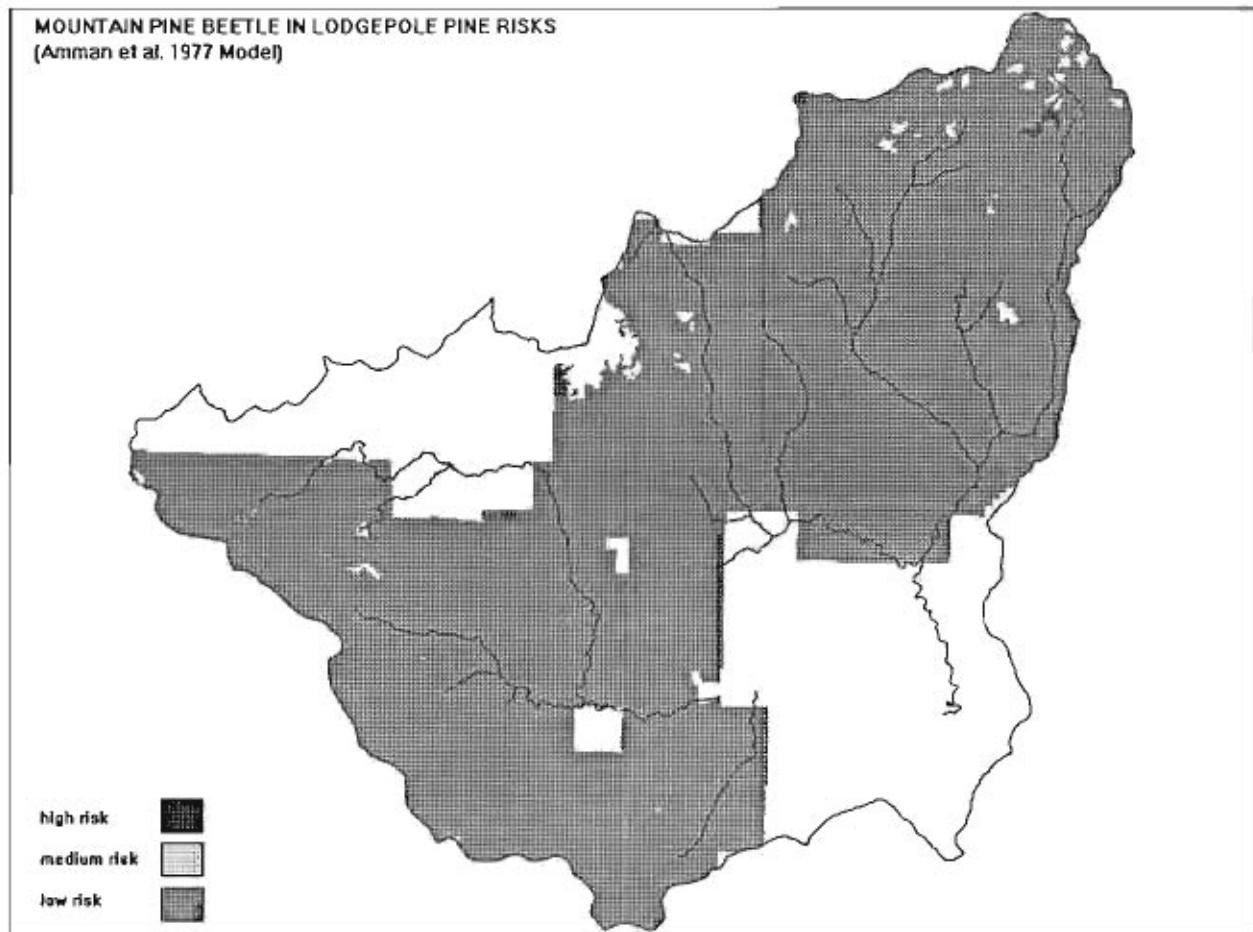 MOUNTAIN PINE BEETLE IN LODGEPOLE PINE RISKS
(Amman et al. 1977 Model)
high risk
medium risk
low risk